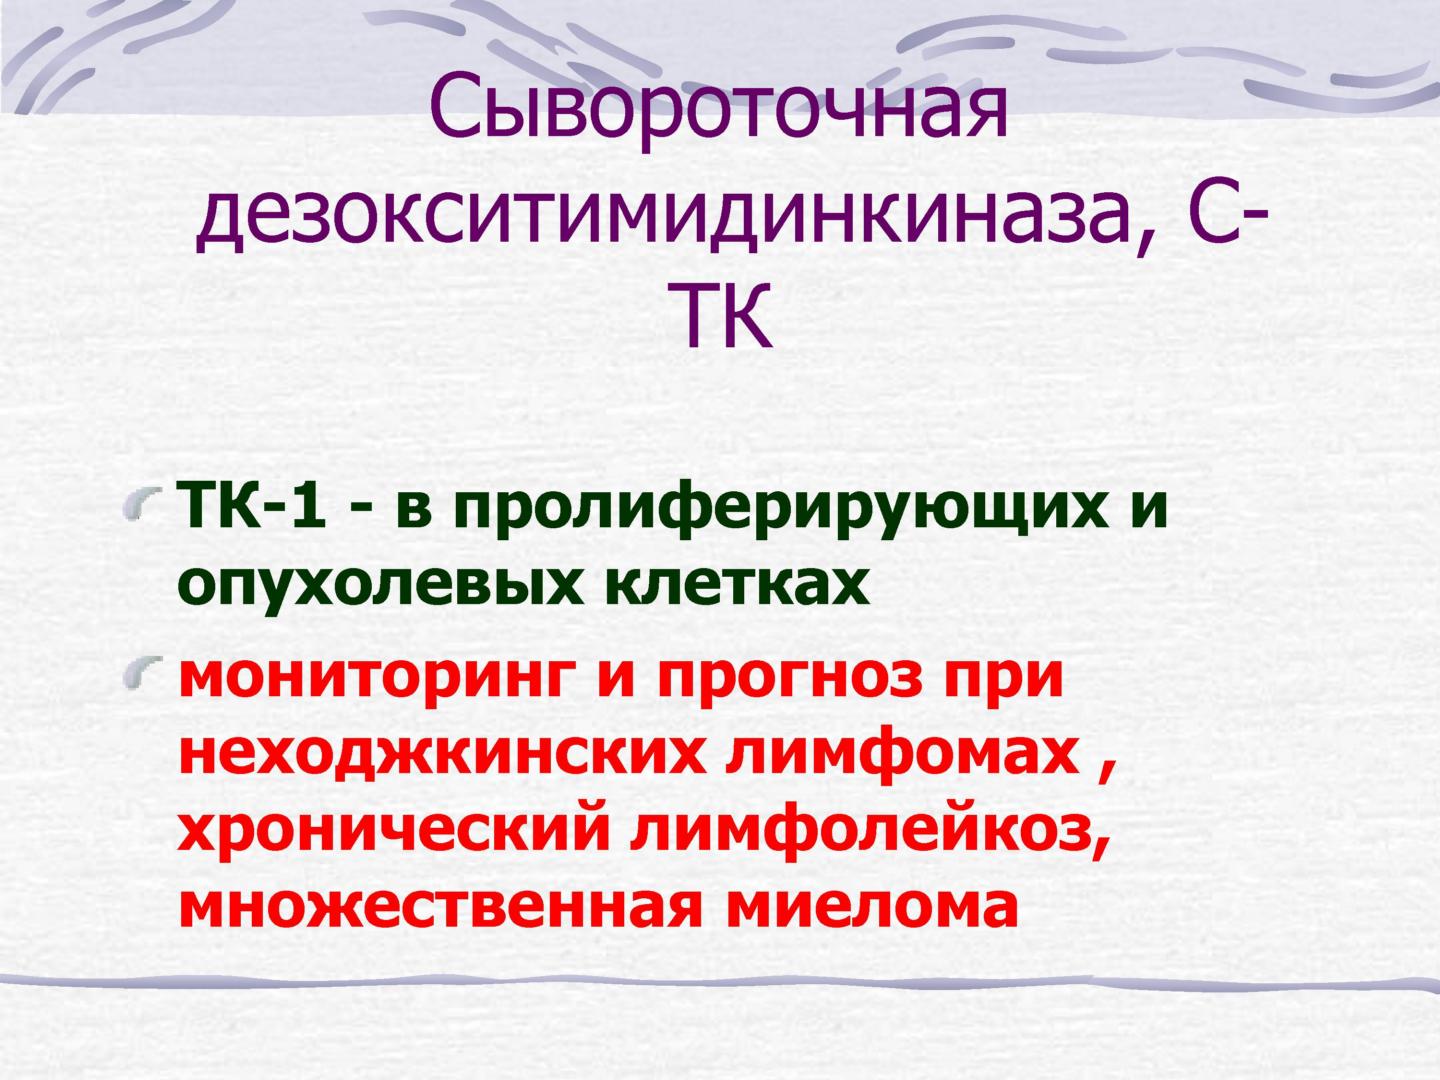 Сывороточная
дезокситимидинкиназа, С-
ТК
ТК-1 - в пролиферирующих и
опухолевых клетках
мониторинг и прогноз при
неходжкинских лимфомах ,
хронический лимфолейкоз,
множественная миелома